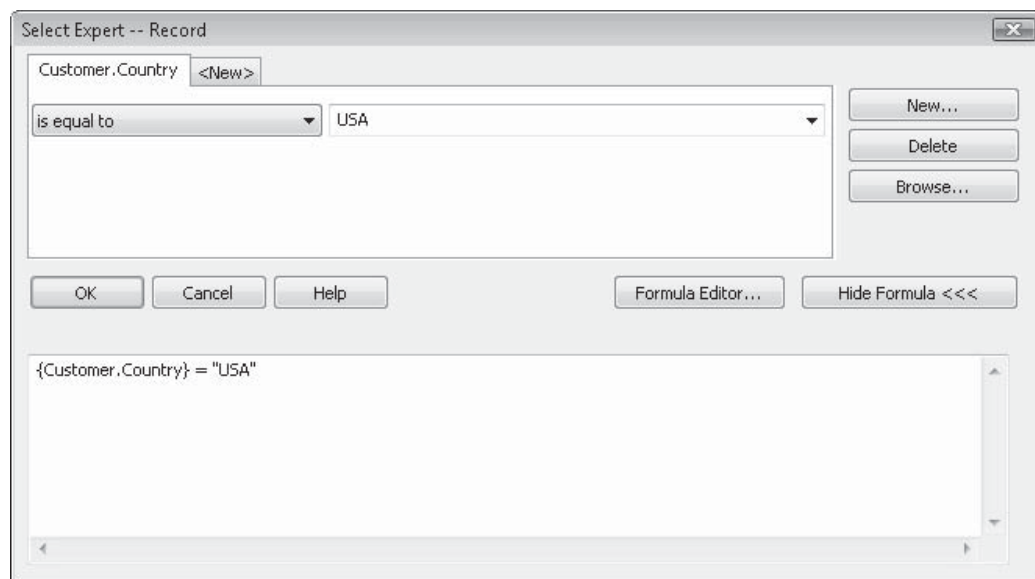 Select Expert -- Record
Customer.Country <New>
is equal to USA
New...
Delete
Browse...
OK Cancel Help Formula Editor... Hide Formula <<<
{Customer.Country} = "USA"